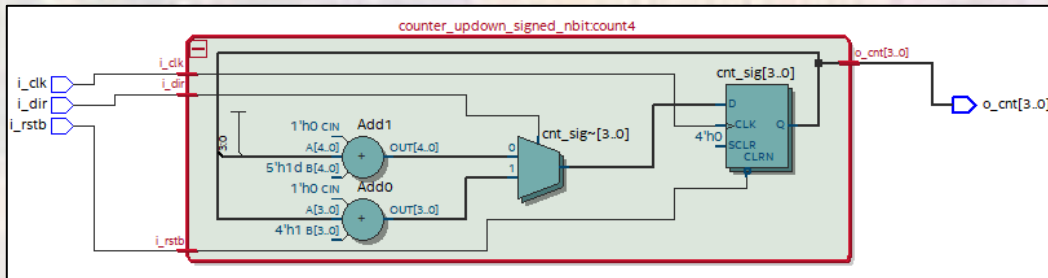 counter_updown_signed_nbit:count4
i_clk
i_dir
i_rstb
i_clk
i_dir
i_rstb
3:0
1'h0 CIN
Add1
A[4..0]
OUT[4..0]
5'h1d B[4..0]
1'h0 CIN
Add0
A[3..0]
OUT[3..0]
4'h1 B[3..0]
cnt_sig~[3..0]
0
1
cnt_sig[3..0]
D
CLK
Q
4'h0
SCLR
CLRN
o_cnt[3..0]
o_cnt[3..0]